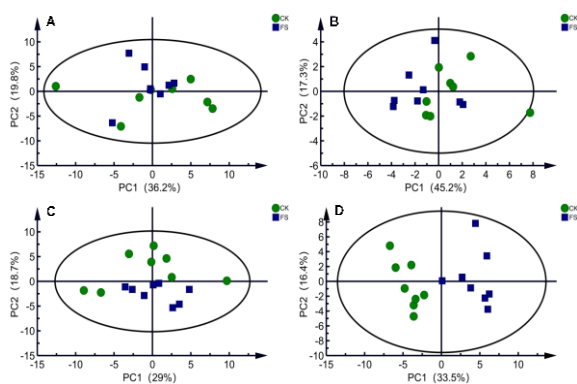 A
CK
FS
PC2 (19.8%)
10
5
0
-5
-10
-15
-15
-10
-5
0
5
10
PC1 (36.2%)
B
CK
FS
PC2 (17.3%)
4
2
0
-2
-4
-6
-8
-6
-4
-2
0
2
4
6
8
PC1 (45.2%)
C
CK
FS
PC2 (18.7%)
10
5
0
-5
-10
-15
-15
-10
-5
0
5
10
PC1 (29%)
D
CK
FS
PC2 (16.4%)
8
6
4
2
0
-2
-4
-6
-8
-10
-15
-10
-5
0
5
10
PC1 (33.5%)